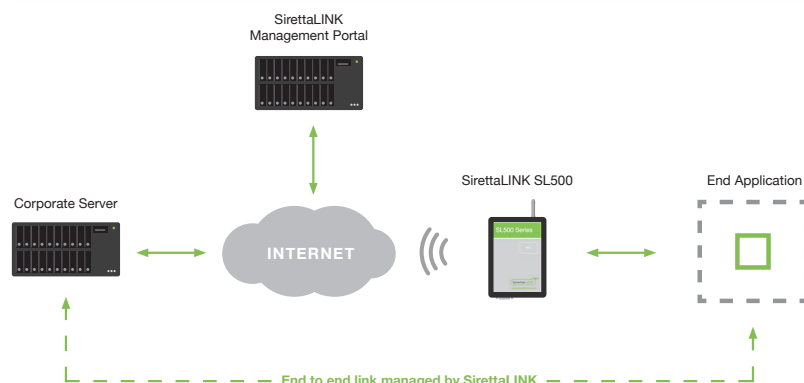 SirettaLINK
Management Portal
SirettaLINK SL500
End Application
Corporate Server
SL500 Series
INTERNET
End to end link managed by SirettaLINK